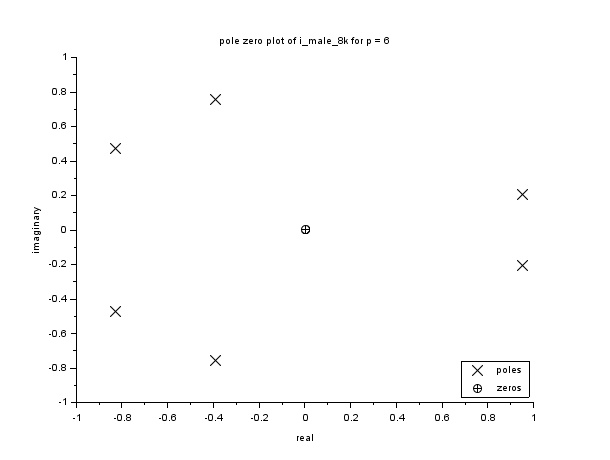 pole zero plot of i_male_8k for p = 6
1
0.8
0.6
0.4
0.2
0
-0.2
-0.4
-0.6
-0.8
-1
imaginary
-1 -0.8 -0.6 -0.4 -0.2 0 0.2 0.4 0.6 0.8 1
real
poles
zeros